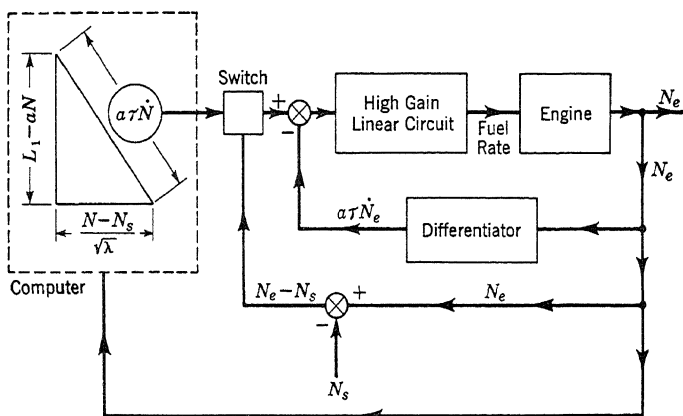 L₁−aN
aτṄ
N−Nₛ
√λ
Computer
Switch
+
−
High Gain
Linear Circuit
Fuel
Rate
Engine
Nₑ
Nₑ
aτṄₑ
Differentiator
Nₑ−Nₛ
+
−
Nₑ
Nₛ